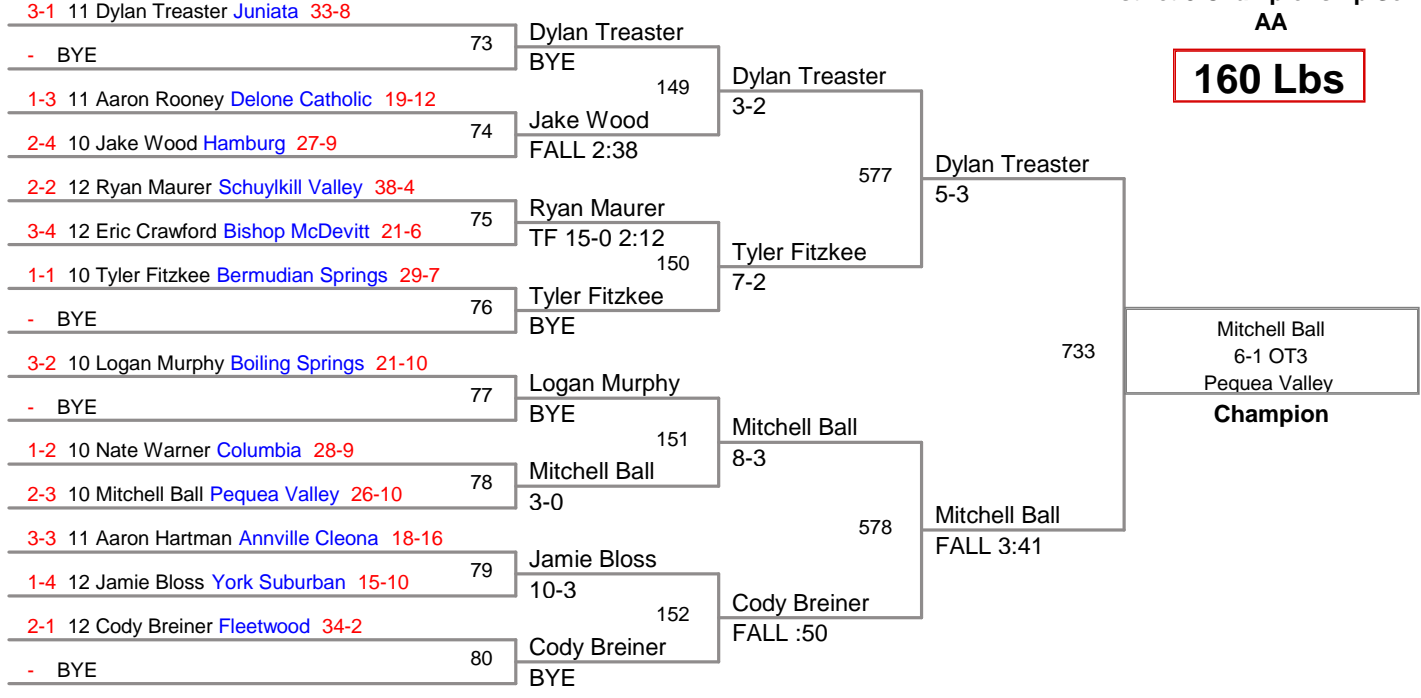 AA
160 Lbs
3-1 11 Dylan Treaster Juniata 33-8
- BYE
1-3 11 Aaron Rooney Delone Catholic 19-12
2-4 10 Jake Wood Hamburg 27-9
2-2 12 Ryan Maurer Schuylkill Valley 38-4
3-4 12 Eric Crawford Bishop McDevitt 21-6
1-1 10 Tyler Fitzkee Bermudian Springs 29-7
- BYE
3-2 10 Logan Murphy Boiling Springs 21-10
- BYE
1-2 10 Nate Warner Columbia 28-9
2-3 10 Mitchell Ball Pequea Valley 26-10
3-3 11 Aaron Hartman Annville Cleona 18-16
1-4 12 Jamie Bloss York Suburban 15-10
2-1 12 Cody Breiner Fleetwood 34-2
- BYE
73
74
75
76
77
78
79
80
Dylan Treaster
BYE
Jake Wood
FALL 2:38
Ryan Maurer
TF 15-0 2:12
Tyler Fitzkee
BYE
Logan Murphy
BYE
Mitchell Ball
3-0
Jamie Bloss
10-3
Cody Breiner
BYE
149
150
151
152
Dylan Treaster
3-2
Tyler Fitzkee
7-2
Mitchell Ball
8-3
Cody Breiner
FALL :50
577
578
Dylan Treaster
5-3
Mitchell Ball
FALL 3:41
733
Mitchell Ball
6-1 OT3
Pequea Valley
Champion